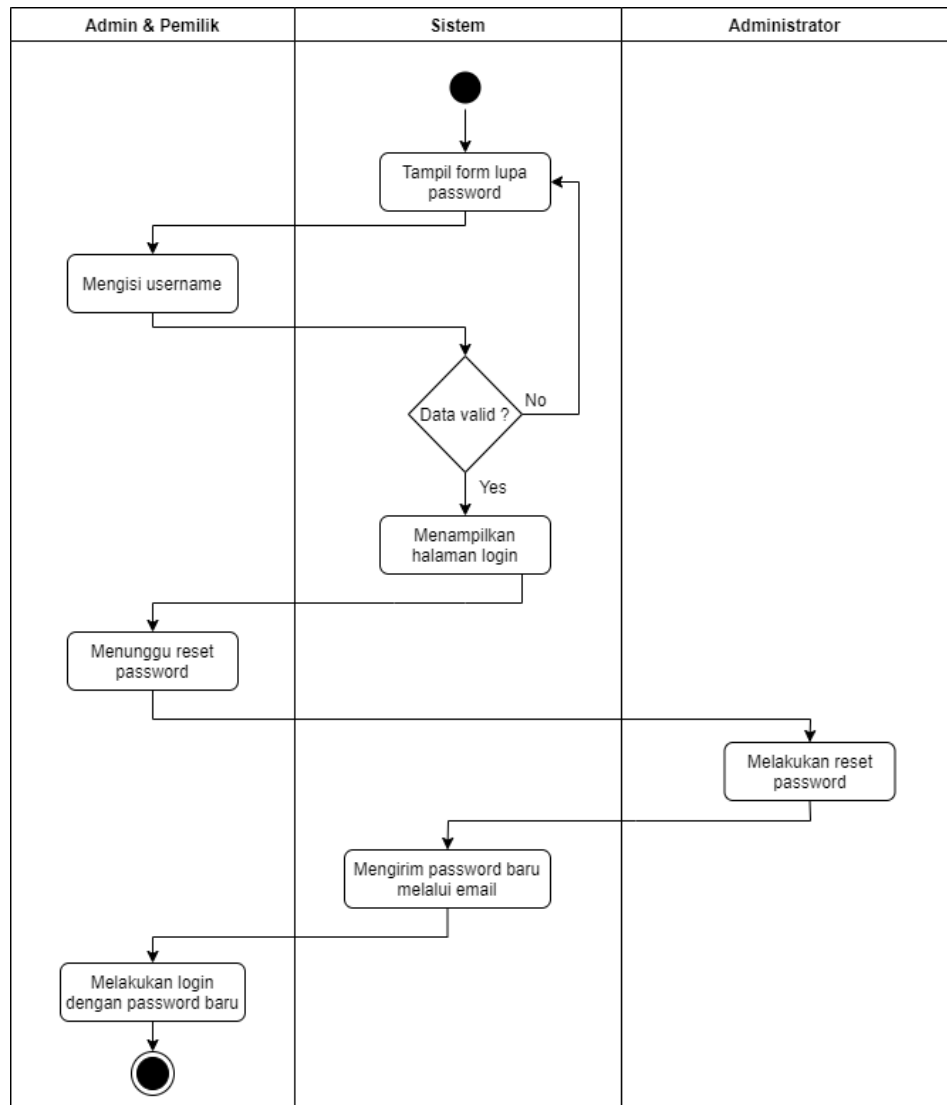 Admin & Pemilik
Sistem
Administrator
Tampil form lupa
password
Mengisi username
Data valid ?
No
Yes
Menampilkan
halaman login
Menunggu reset
password
Melakukan reset
password
Mengirim password baru
melalui email
Melakukan login
dengan password baru